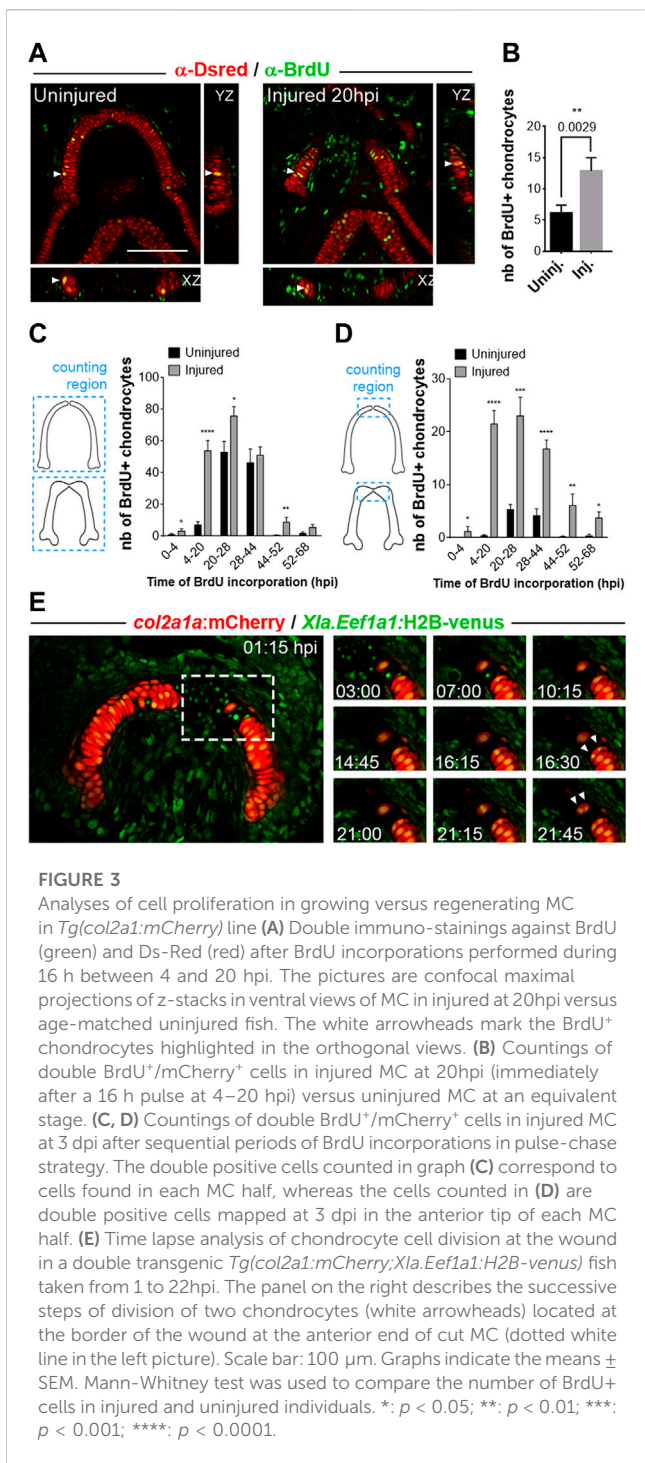 A
α-Dsred / α-BrdU
Uninjured
YZ
XZ
Injured 20hpi
YZ
XZ
B
**
0.0029
nb of BrdU+ chondrocytes
20
15
10
5
0
Uninj.
Inj.
C
counting
region
Uninjured
Injured
nb of BrdU+ chondrocytes
100
80
60
40
20
0
*
****
*
**
0-4
4-20
20-28
28-44
44-52
52-68
Time of BrdU incorporation (hpi)
D
counting
region
Uninjured
Injured
nb of BrdU+ chondrocytes
30
20
10
0
*
****
***
****
**
*
0-4
4-20
20-28
28-44
44-52
52-68
Time of BrdU incorporation (hpi)
E
col2a1a:mCherry / Xla.Eef1a1:H2B-venus
01:15 hpi
03:00
07:00
10:15
14:45
16:15
16:30
21:00
21:15
21:45
FIGURE 3
Analyses of cell proliferation in growing versus regenerating MC
in Tg(col2a1:mCherry) line (A) Double immuno-stainings against BrdU
(green) and Ds-Red (red) after BrdU incorporations performed during
16 h between 4 and 20 hpi. The pictures are confocal maximal
projections of z-stacks in ventral views of MC in injured at 20hpi versus
age-matched uninjured fish. The white arrowheads mark the BrdU+
chondrocytes highlighted in the orthogonal views. (B) Countings of
double BrdU+/mCherry+ cells in injured MC at 20hpi (immediately
after a 16 h pulse at 4–20 hpi) versus uninjured MC at an equivalent
stage. (C, D) Countings of double BrdU+/mCherry+ cells in injured MC
at 3 dpi after sequential periods of BrdU incorporations in pulse-chase
strategy. The double positive cells counted in graph (C) correspond to
cells found in each MC half, whereas the cells counted in (D) are
double positive cells mapped at 3 dpi in the anterior tip of each MC
half. (E) Time lapse analysis of chondrocyte cell division at the wound
in a double transgenic Tg(col2a1:mCherry;Xla.Eef1a1:H2B-venus) fish
taken from 1 to 22hpi. The panel on the right describes the successive
steps of division of two chondrocytes (white arrowheads) located at
the border of the wound at the anterior end of cut MC (dotted white
line in the left picture). Scale bar: 100 µm. Graphs indicate the means ±
SEM. Mann-Whitney test was used to compare the number of BrdU+
cells in injured and uninjured individuals. *: p < 0.05; **: p < 0.01; ***:
p < 0.001; ****: p < 0.0001.